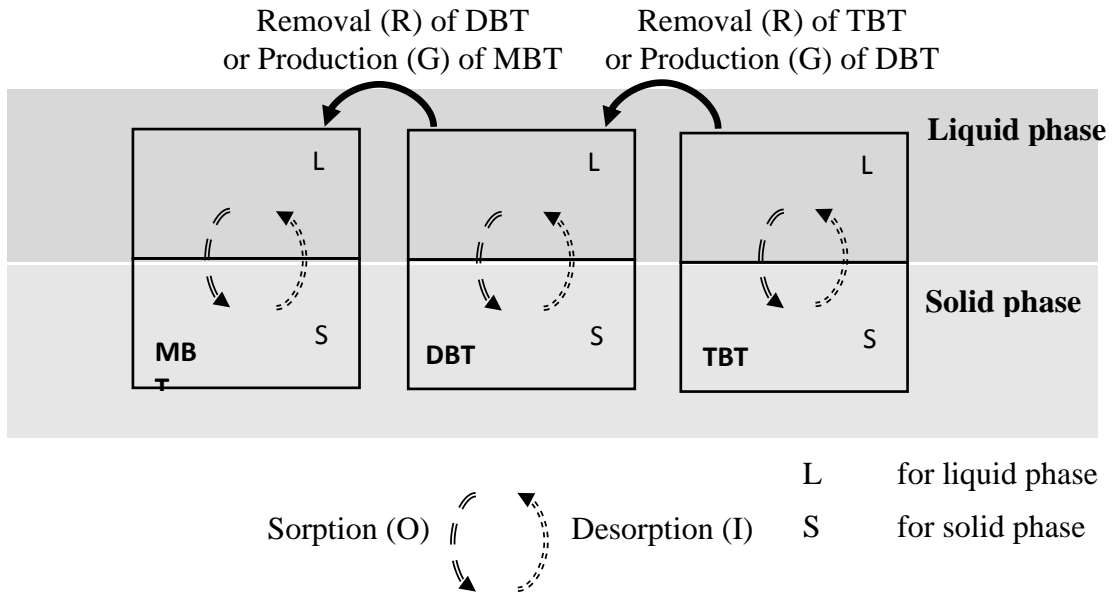 Removal (R) of DBT
or Production (G) of MBT
Removal (R) of TBT
or Production (G) of DBT
Liquid phase
L
L
L
Solid phase
S
S
S
MB
T
DBT
TBT
L for liquid phase
Sorption (O)
Desorption (I)
S for solid phase